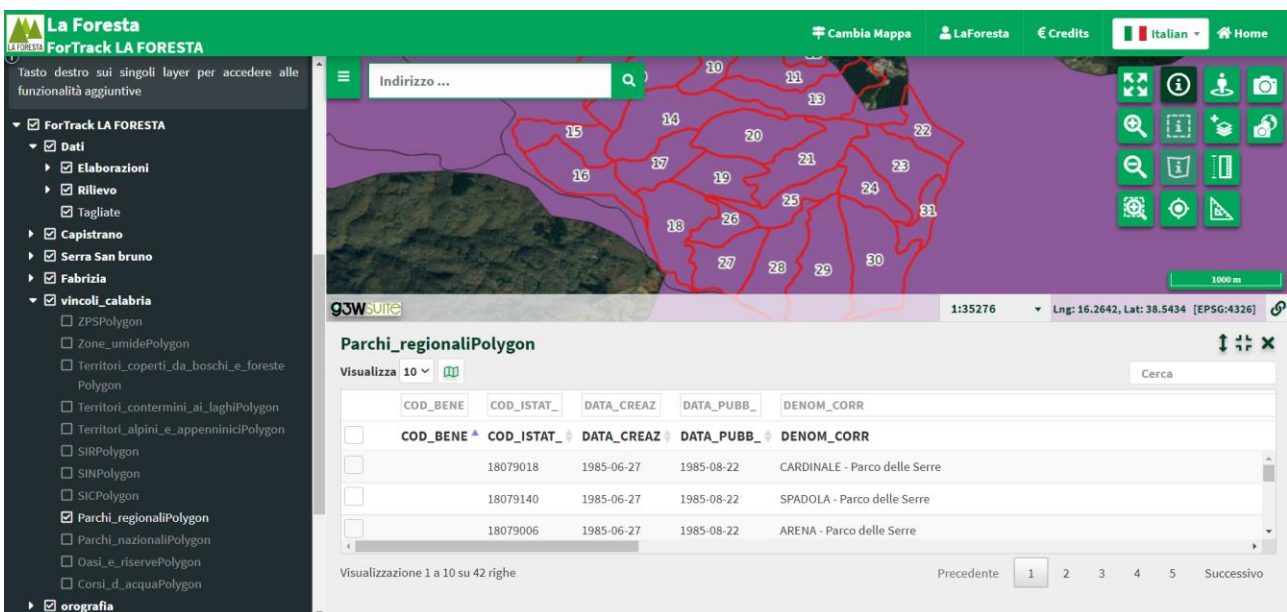 La Foresta
LA FORESTA
ForTrack LA FORESTA
Cambia Mappa
LaForesta
€ Credits
Italian
Home
Tasto destro sui singoli layer per accedere alle
funzionalità aggiuntive
ForTrack LA FORESTA
Dati
Elaborazioni
Rilievo
Tagliate
Capistrano
Serra San bruno
Fabrizia
vincoli_calabria
ZPSPolygon
Zone_umidePolygon
Territori_coperti_da_boschi_e_foreste
Polygon
Territori_contermini_ai_laghiPolygon
Territori_alpini_e_appenniniciPolygon
SIRPolygon
SINPolygon
SICPolygon
Parchi_regionaliPolygon
Parchi_nazionaliPolygon
Oasi_e_riservePolygon
Corsi_d_acquaPolygon
orografia
Indirizzo ...
10
11
13
14
15
20
22
16
17
19
21
23
24
25
18
26
31
27
28
29
30
1000 m
g3wsuite
1:35276
Lng: 16.2642, Lat: 38.5434 [EPSG:4326]
Parchi_regionaliPolygon
Visualizza 10
Cerca
COD_BENE COD_ISTAT_ DATA_CREAZ DATA_PUBB_ DENOM_CORR
COD_BENE COD_ISTAT_ DATA_CREAZ DATA_PUBB_ DENOM_CORR
18079018 1985-06-27 1985-08-22 CARDINALE - Parco delle Serre
18079140 1985-06-27 1985-08-22 SPADOLA - Parco delle Serre
18079006 1985-06-27 1985-08-22 ARENA - Parco delle Serre
Visualizzazione 1 a 10 su 42 righe
Precedente 1 2 3 4 5 Successivo